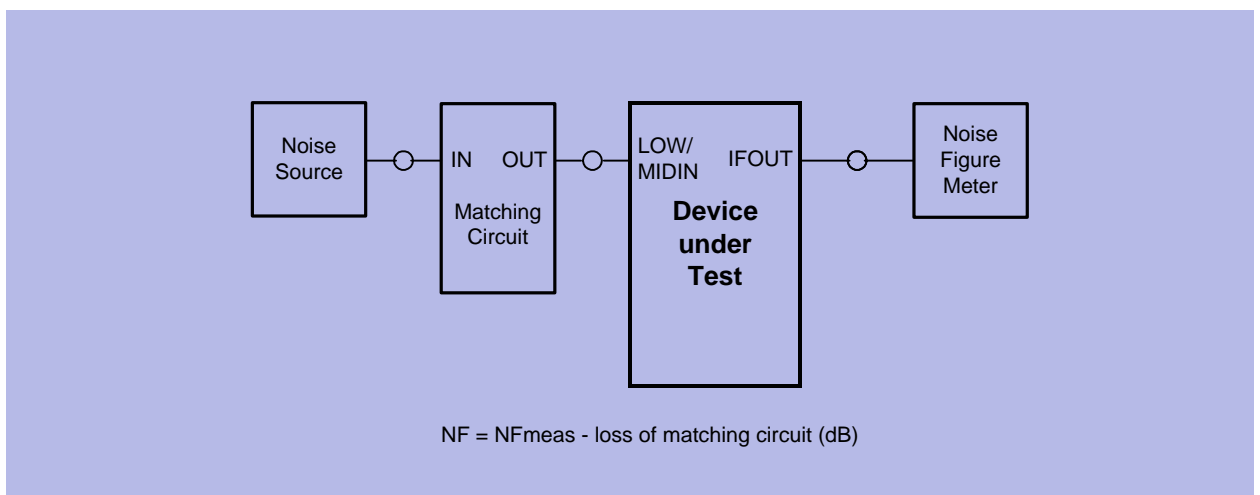 Noise
Source
IN
OUT
Matching
Circuit
LOW/
MIDIN
IFOUT
Device
under
Test
Noise
Figure
Meter
NF = NFmeas - loss of matching circuit (dB)